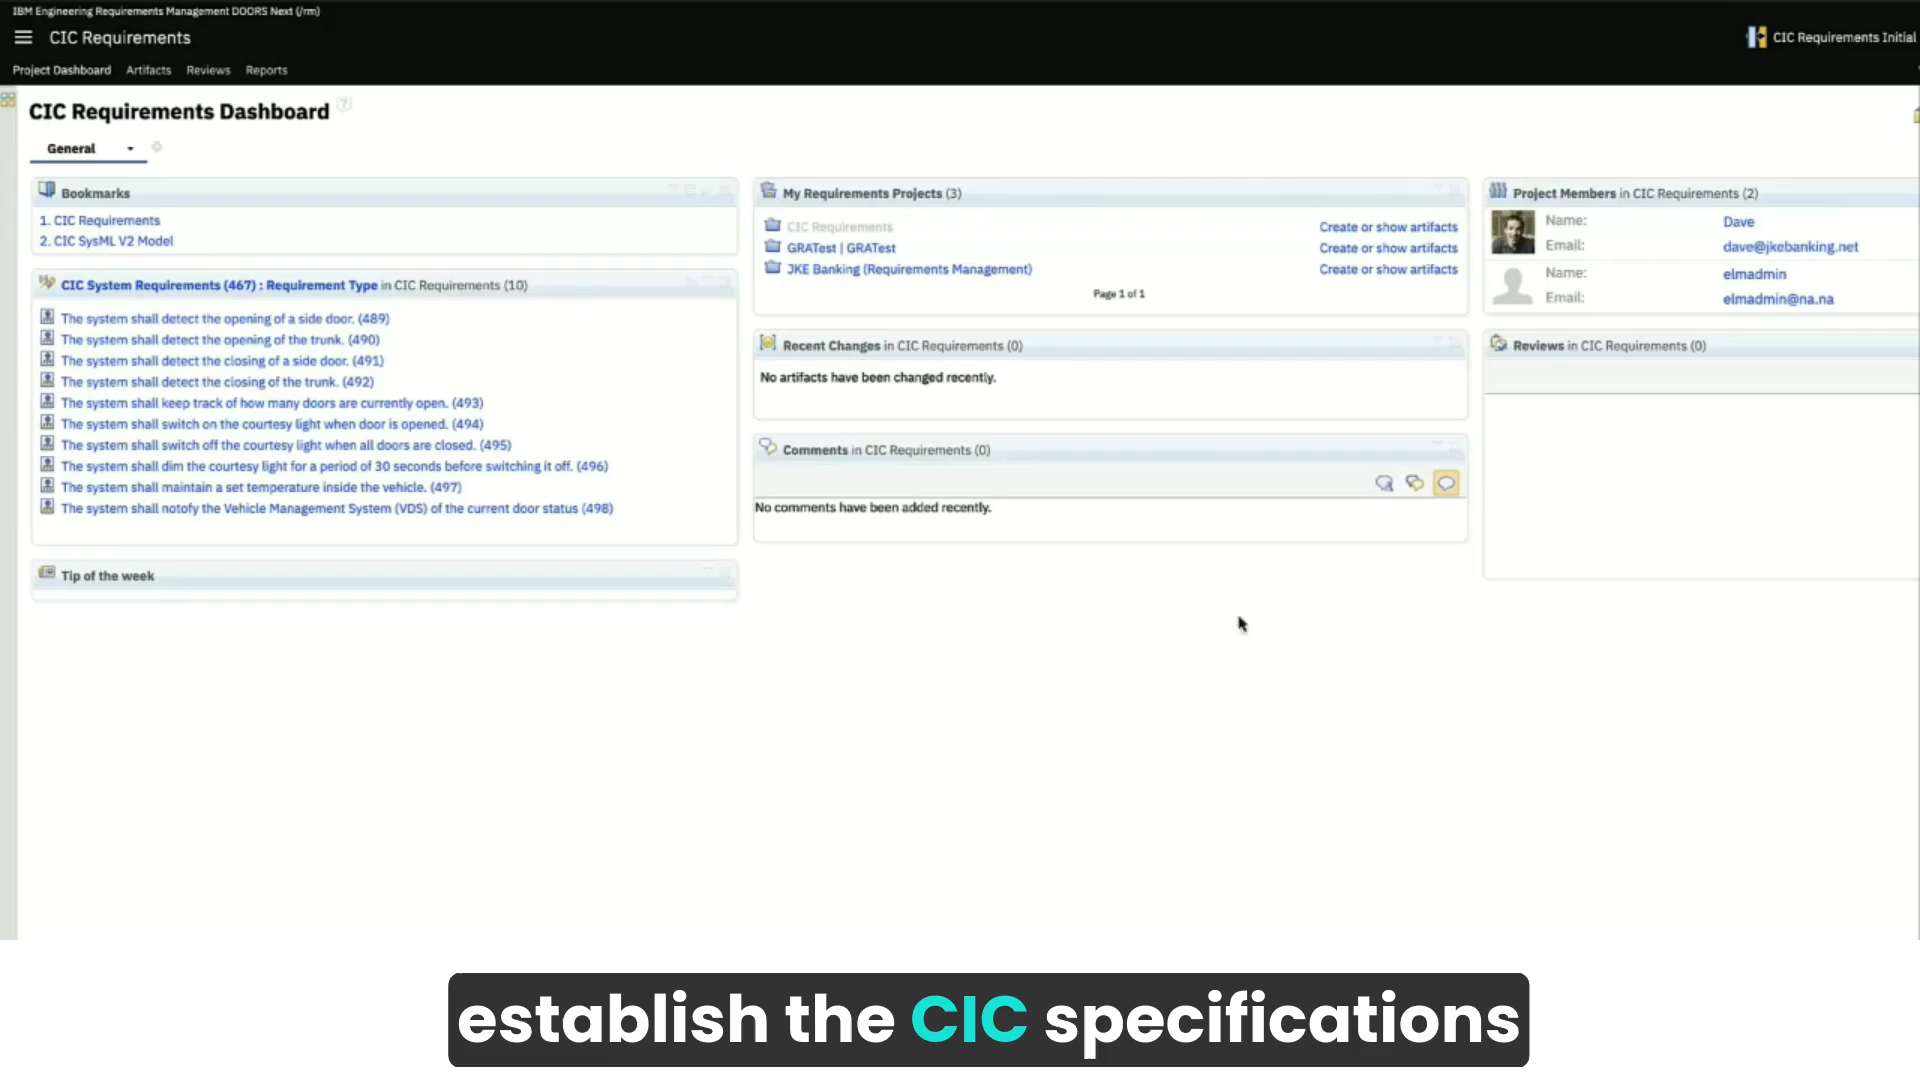 IBM Engineering Requirements Management DOORS Next (/rm)
CIC Requirements
CIC Requirements Initial
Project Dashboard Artifacts Reviews Reports
CIC Requirements Dashboard ?
General
Bookmarks
1. CIC Requirements
2. CIC SysML V2 Model
CIC System Requirements (467) : Requirement Type in CIC Requirements (10)
The system shall detect the opening of a side door. (489)
The system shall detect the opening of the trunk. (490)
The system shall detect the closing of a side door. (491)
The system shall detect the closing of the trunk. (492)
The system shall keep track of how many doors are currently open. (493)
The system shall switch on the courtesy light when door is opened. (494)
The system shall switch off the courtesy light when all doors are closed. (495)
The system shall dim the courtesy light for a period of 30 seconds before switching it off. (496)
The system shall maintain a set temperature inside the vehicle. (497)
The system shall notofy the Vehicle Management System (VDS) of the current door status (498)
Tip of the week
My Requirements Projects (3)
CIC Requirements Create or show artifacts
GRATest | GRATest Create or show artifacts
JKE Banking (Requirements Management) Create or show artifacts
Page 1 of 1
Recent Changes in CIC Requirements (0)
No artifacts have been changed recently.
Comments in CIC Requirements (0)
No comments have been added recently.
Project Members in CIC Requirements (2)
Name: Dave
Email: dave@jkebanking.net
Name: elmadmin
Email: elmadmin@na.na
Reviews in CIC Requirements (0)
establish the CIC specifications